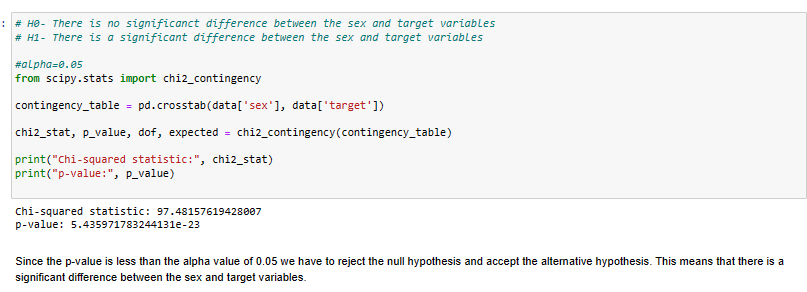 :
# H0- There is no significanct difference between the sex and target variables
# H1- There is a significant difference between the sex and target variables
#alpha=0.05
from scipy.stats import chi2_contingency
contingency_table = pd.crosstab(data['sex'], data['target'])
chi2_stat, p_value, dof, expected = chi2_contingency(contingency_table)
print("Chi-squared statistic:", chi2_stat)
print("p-value:", p_value)
Chi-squared statistic: 97.48157619428007
p-value: 5.435971783244131e-23
Since the p-value is less than the alpha value of 0.05 we have to reject the null hypothesis and accept the alternative hypothesis. This means that there is a
significant difference between the sex and target variables.